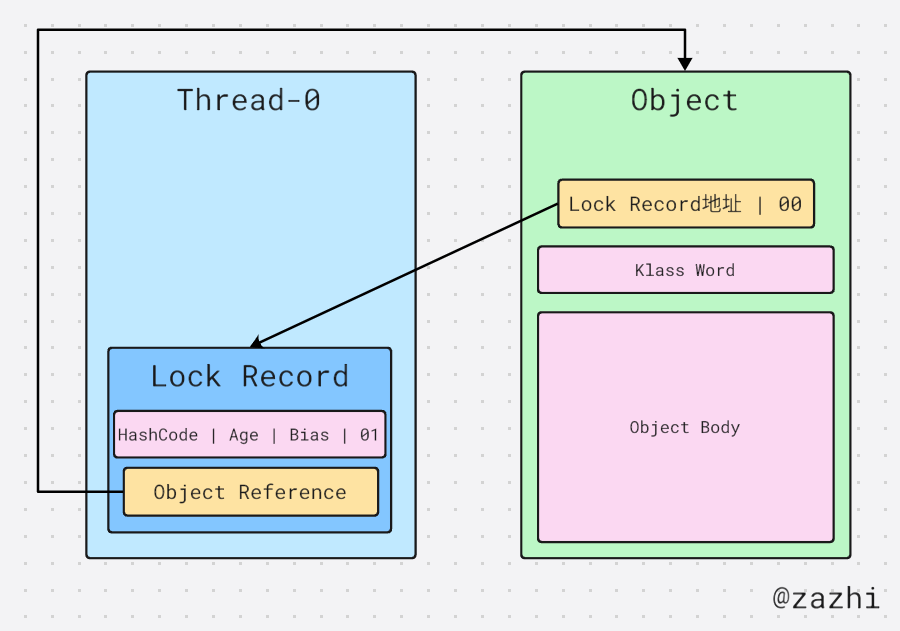 Thread-0
Object
Lock Record地址 | 00
Klass Word
Lock Record
HashCode | Age | Bias | 01
Object Reference
Object Body
@zazhi